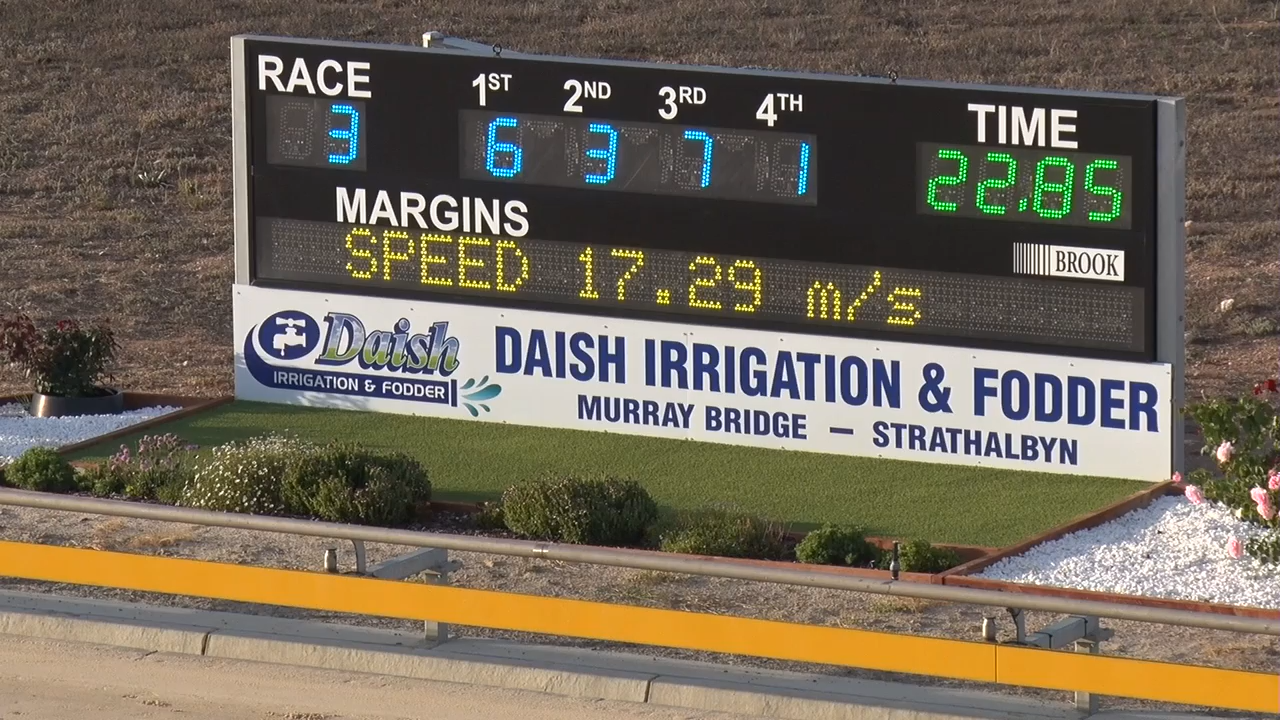 RACE 1ST 2ND 3RD 4TH TIME
3 6 3 7 1 22.85
MARGINS
SPEED 17.29 m/s
BROOK
Daish
IRRIGATION & FODDER
DAISH IRRIGATION & FODDER
MURRAY BRIDGE — STRATHALBYN